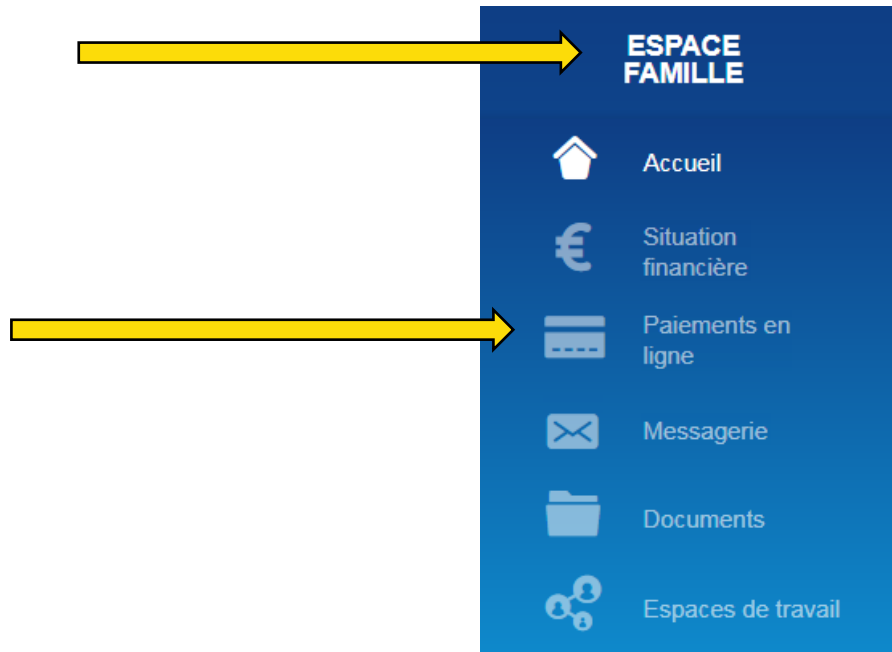 ESPACE
FAMILLE
Accueil
Situation
financière
Paiements en
ligne
Messagerie
Documents
Espaces de travail